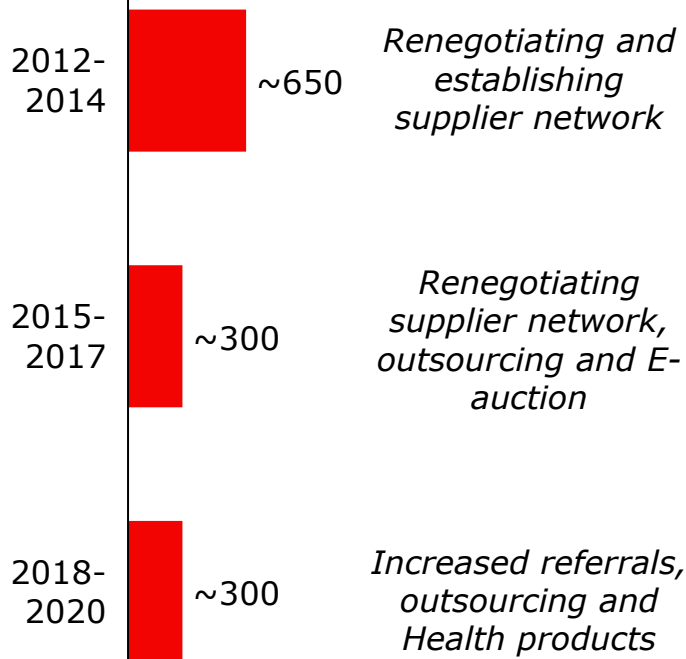 2012-
2014
~650
Renegotiating and
establishing
supplier network
2015-
2017
~300
Renegotiating
supplier network,
outsourcing and E-
auction
2018-
2020
~300
Increased referrals,
outsourcing and
Health products